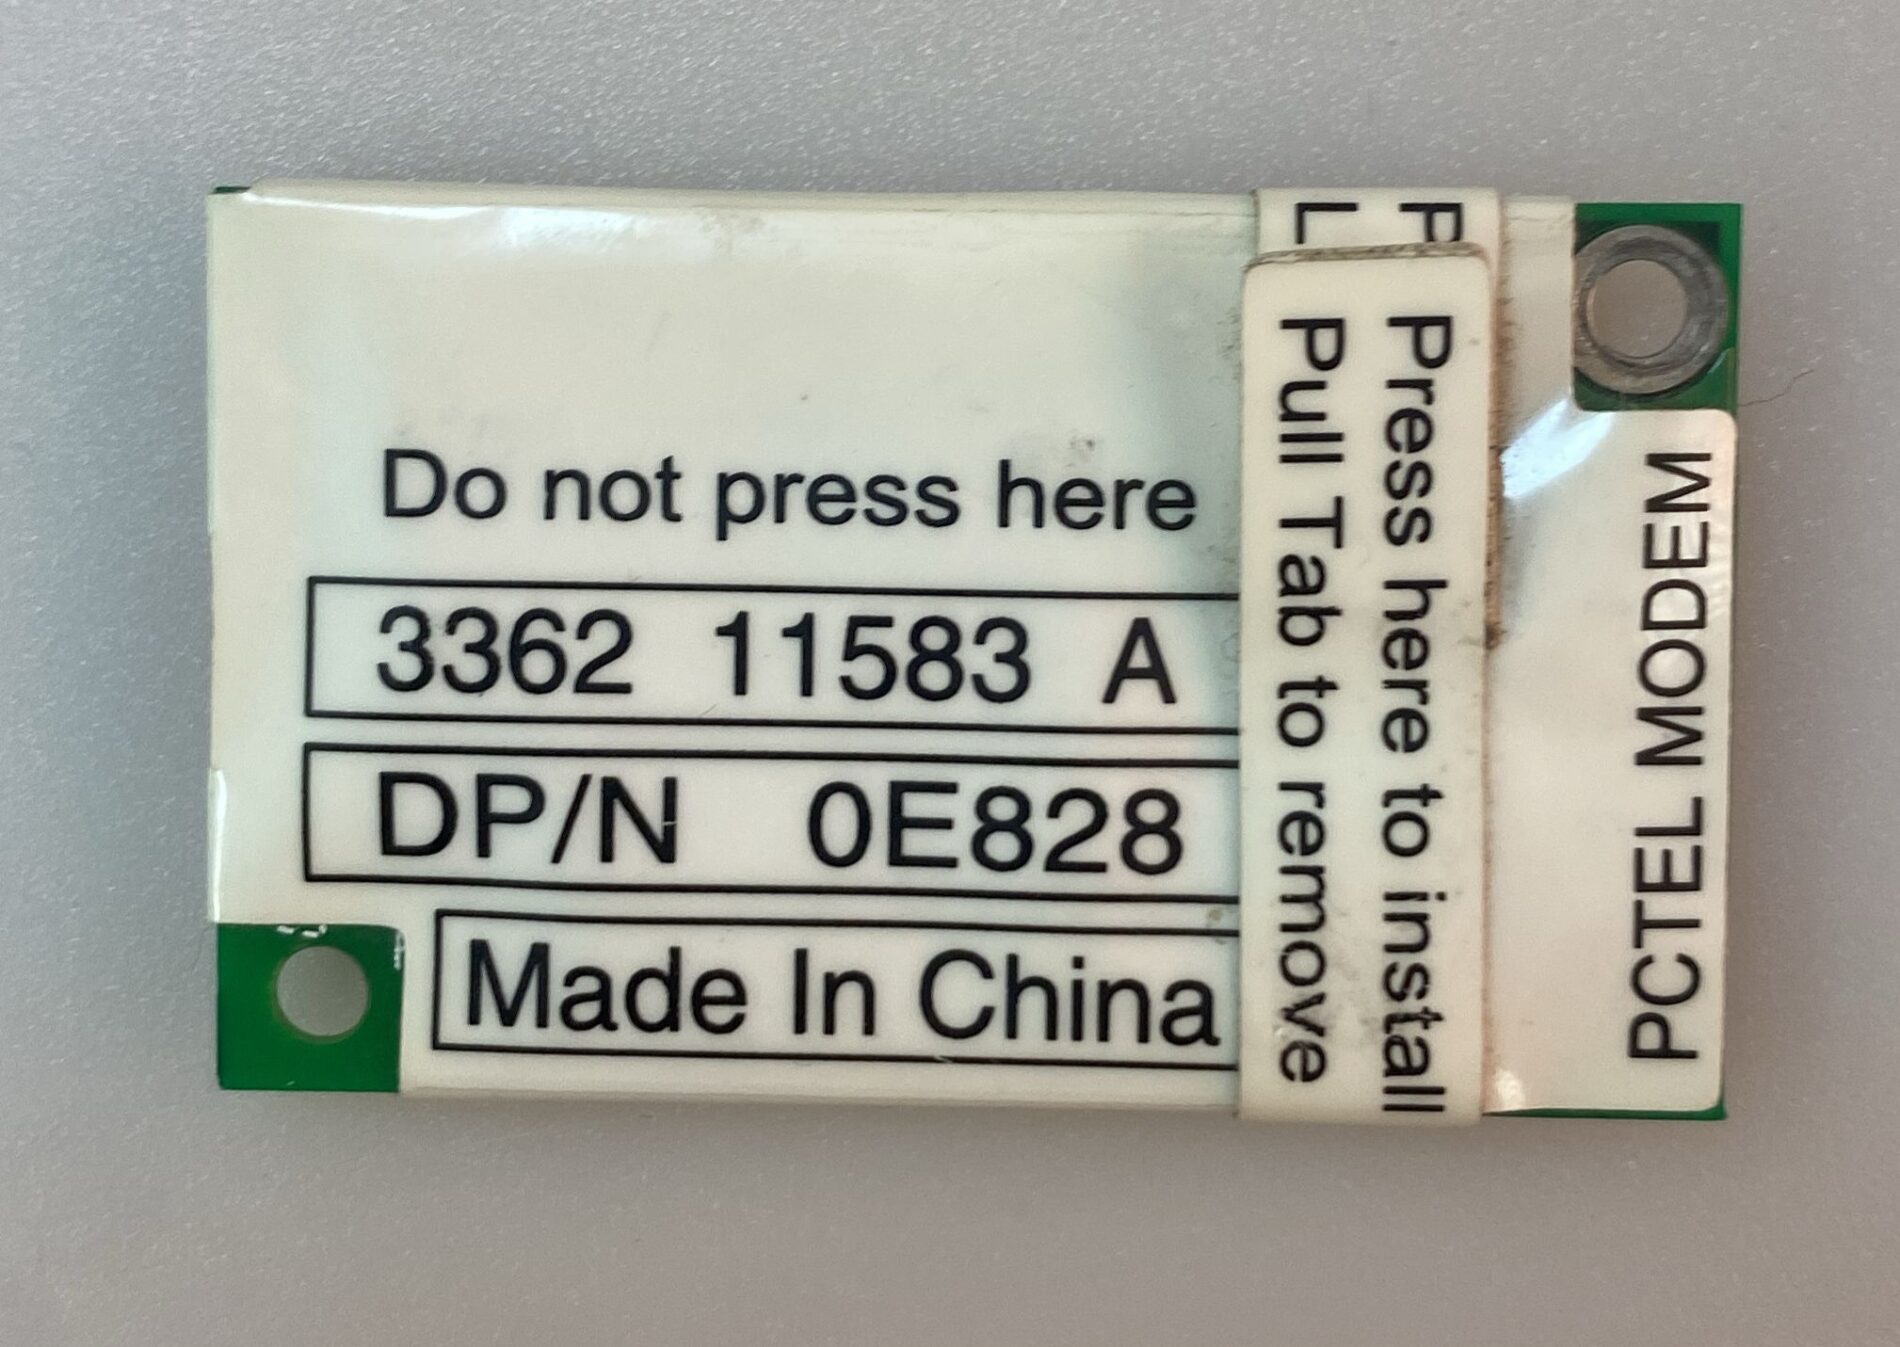 Do not press here
3362 11583 A
DP/N 0E828
Made In China
P
L
Press here to install
Pull Tab to remove
PCTEL MODEM